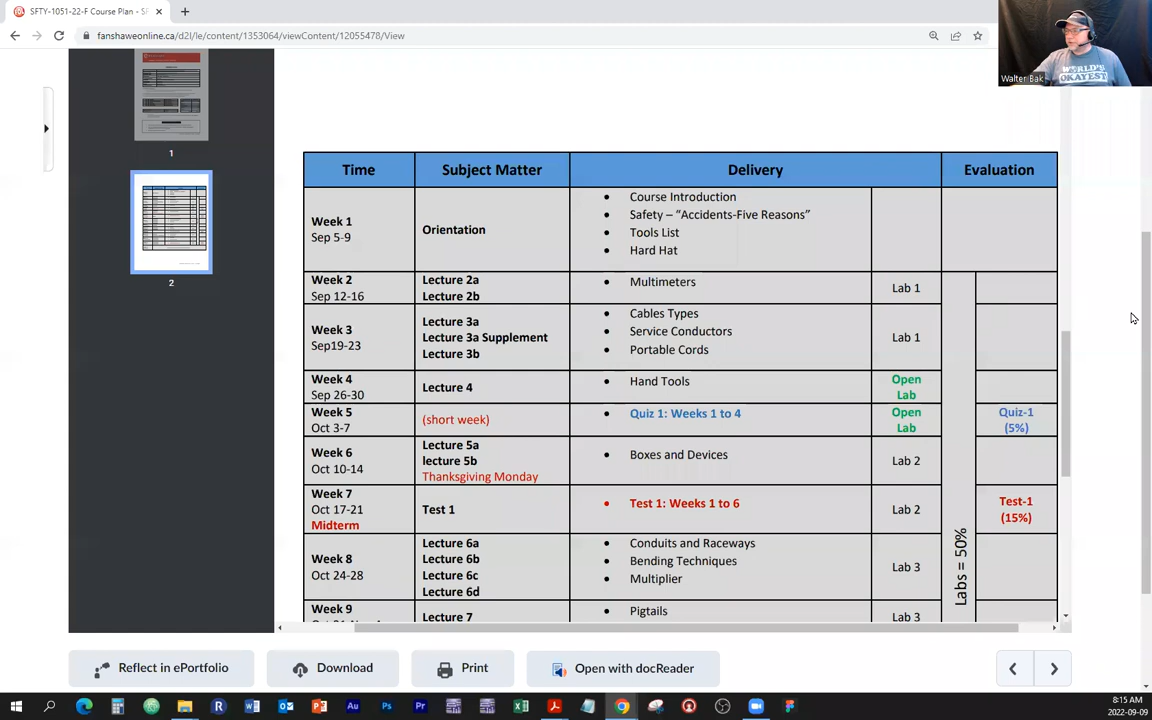 SFTY-1051-22-F Course Plan -
fanshaweonline.ca/d2l/le/content/1353064/viewContent/12055478/View
WORLD'S
OKAYEST
Walter Bak
1
2
Time Subject Matter Delivery Evaluation
Week 1
Sep 5-9
Orientation
• Course Introduction
• Safety – “Accidents-Five Reasons”
• Tools List
• Hard Hat
Week 2
Sep 12-16
Lecture 2a
Lecture 2b
• Multimeters
Lab 1
Week 3
Sep19-23
Lecture 3a
Lecture 3a Supplement
Lecture 3b
• Cables Types
• Service Conductors
• Portable Cords
Lab 1
Week 4
Sep 26-30
Lecture 4
• Hand Tools
Open
Lab
Week 5
Oct 3-7
(short week)
• Quiz 1: Weeks 1 to 4
Open
Lab
Quiz-1
(5%)
Week 6
Oct 10-14
Lecture 5a
lecture 5b
Thanksgiving Monday
• Boxes and Devices
Lab 2
Week 7
Oct 17-21
Midterm
Test 1
• Test 1: Weeks 1 to 6
Lab 2
Test-1
(15%)
Week 8
Oct 24-28
Lecture 6a
Lecture 6b
Lecture 6c
Lecture 6d
• Conduits and Raceways
• Bending Techniques
• Multiplier
Lab 3
Labs = 50%
Week 9
Lecture 7
• Pigtails
Lab 3
Reflect in ePortfolio
Download
Print
Open with docReader
8:15 AM
2022-09-09